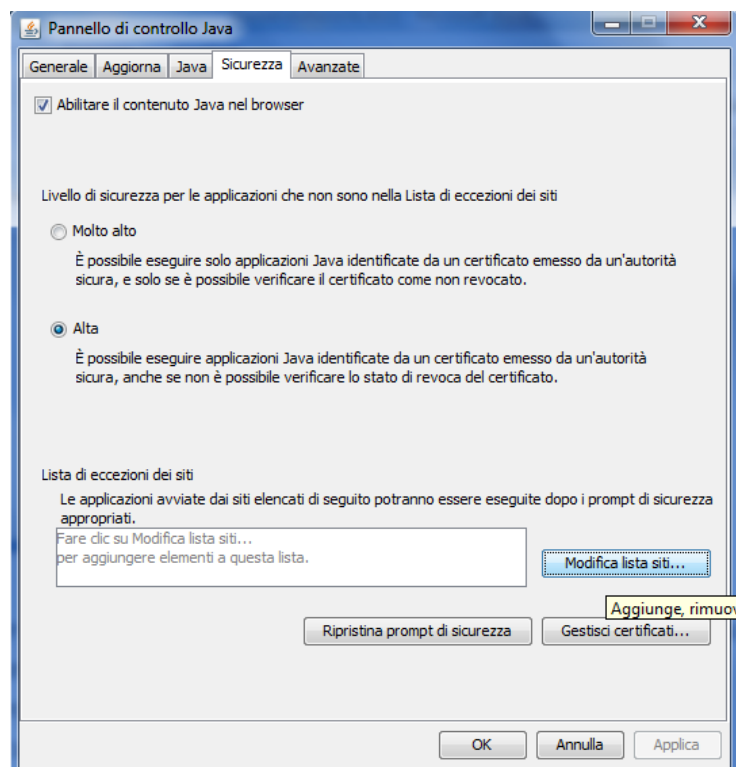 Pannello di controllo Java
Generale Aggiorna Java Sicurezza Avanzate
Abilitare il contenuto Java nel browser
Livello di sicurezza per le applicazioni che non sono nella Lista di eccezioni dei siti
Molto alto
È possibile eseguire solo applicazioni Java identificate da un certificato emesso da un'autorità
sicura, e solo se è possibile verificare il certificato come non revocato.
Alta
È possibile eseguire applicazioni Java identificate da un certificato emesso da un'autorità
sicura, anche se non è possibile verificare lo stato di revoca del certificato.
Lista di eccezioni dei siti
Le applicazioni avviate dai siti elencati di seguito potranno essere eseguite dopo i prompt di sicurezza
appropriati.
Fare clic su Modifica lista siti...
per aggiungere elementi a questa lista.
Modifica lista siti...
Aggiunge, rimuov
Ripristina prompt di sicurezza Gestisci certificati...
OK Annulla Applica